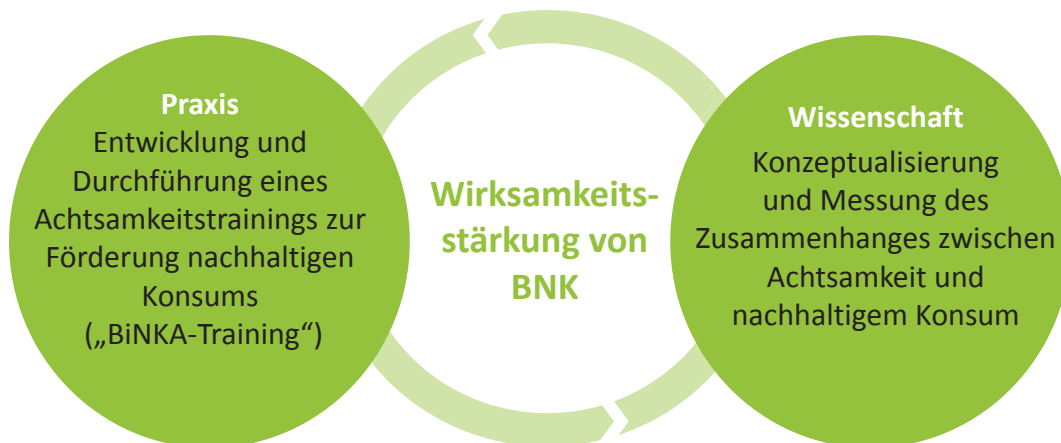 Praxis
Entwicklung und
Durchführung eines
Achtsamkeitstrainings zur
Förderung nachhaltigen
Konsums
(„BiNKA-Training“)
Wirksamkeits-
stärkung von
BNK
Wissenschaft
Konzeptualisierung
und Messung des
Zusammenhanges zwischen
Achtsamkeit und
nachhaltigem Konsum